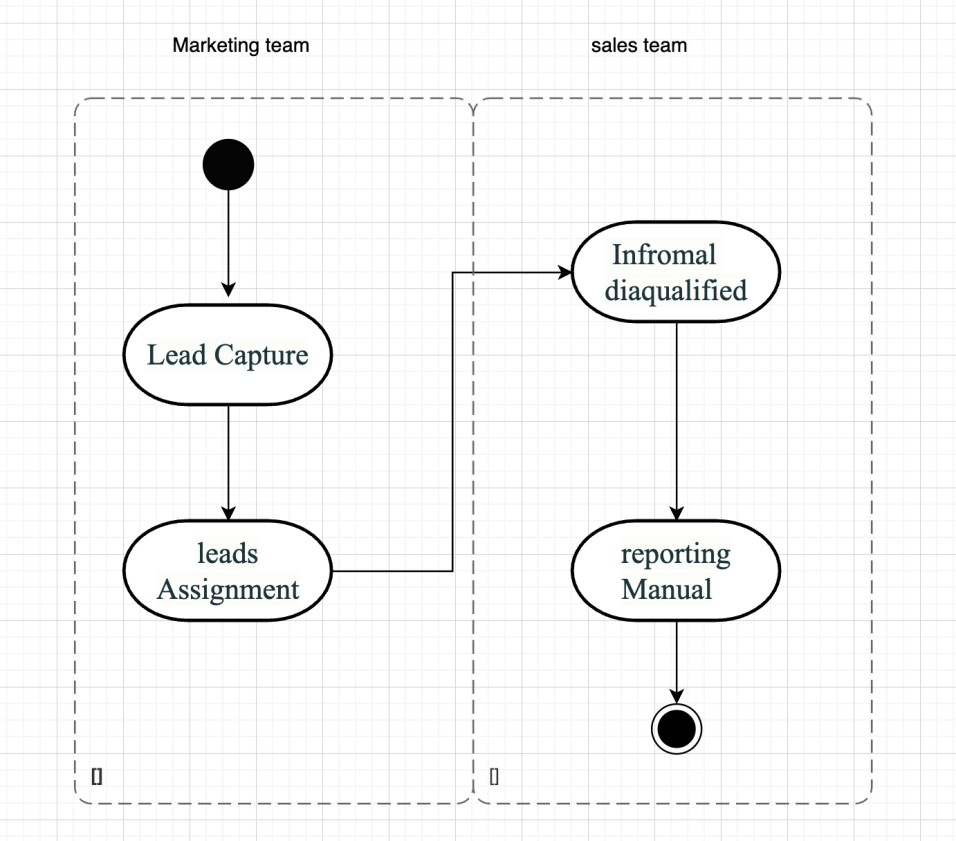 Marketing team
sales team
Lead Capture
leads
Assignment
[]
Infromal
diaqualified
reporting
Manual
[]